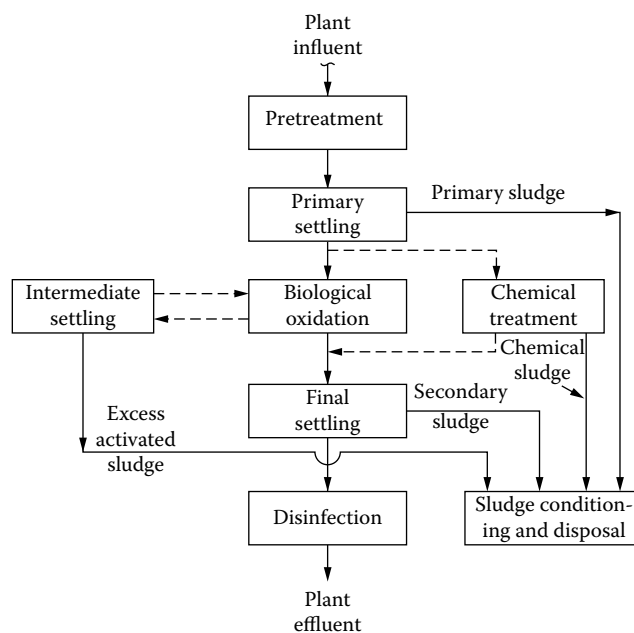 Plant
influent
Pretreatment
Primary
settling
Primary sludge
Intermediate
settling
Biological
oxidation
Chemical
treatment
Chemical
sludge
Final
settling
Secondary
sludge
Excess
activated
sludge
Disinfection
Sludge condition-
ing and disposal
Plant
effluent